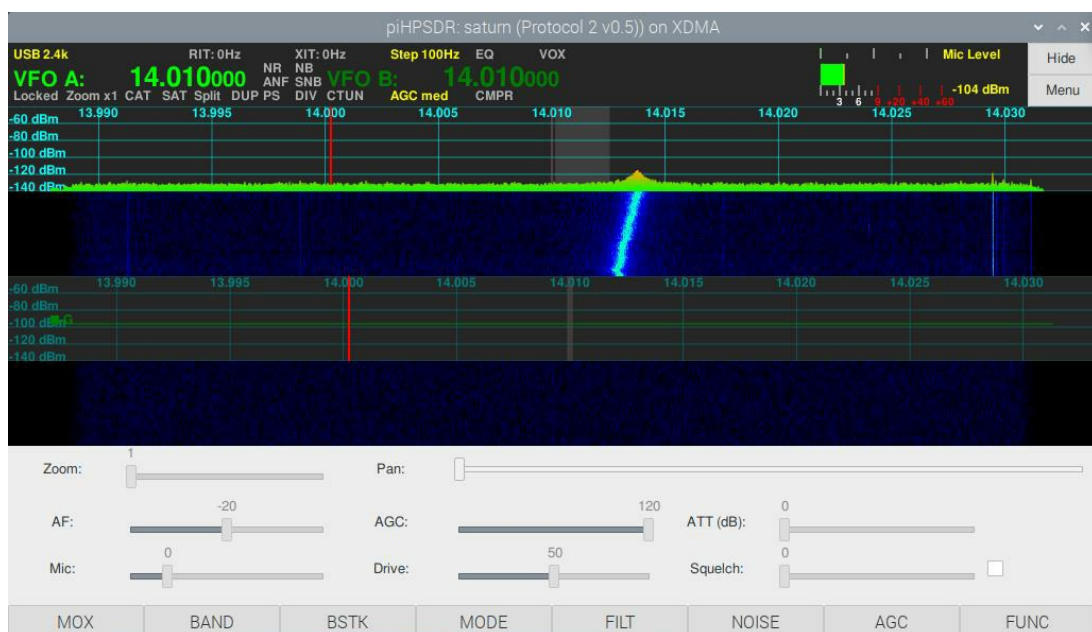 piHPSDR: saturn (Protocol 2 v0.5)) on XDMA
USB 2.4k RIT: 0Hz XIT: 0Hz Step 100Hz EQ VOX Mic Level Hide
VFO A: 14.010000 NR NB VFO B: 14.010000
ANF SNB
Locked Zoom x1 CAT SAT Split DUP PS DIV CTUN AGC med CMPR -104 dBm Menu
3 6 9 +20 +40 +60
13.990 13.995 14.000 14.005 14.010 14.015 14.020 14.025 14.030
-60 dBm
-80 dBm
-100 dBm
-120 dBm
-140 dBm
13.990 13.995 14.000 14.005 14.010 14.015 14.020 14.025 14.030
-60 dBm
-80 dBm
-100 dBm
-120 dBm
-140 dBm
Zoom: 1 Pan:
AF: -20 AGC: 120 ATT (dB): 0
Mic: 0 Drive: 50 Squelch: 0
MOX BAND BSTK MODE FILT NOISE AGC FUNC